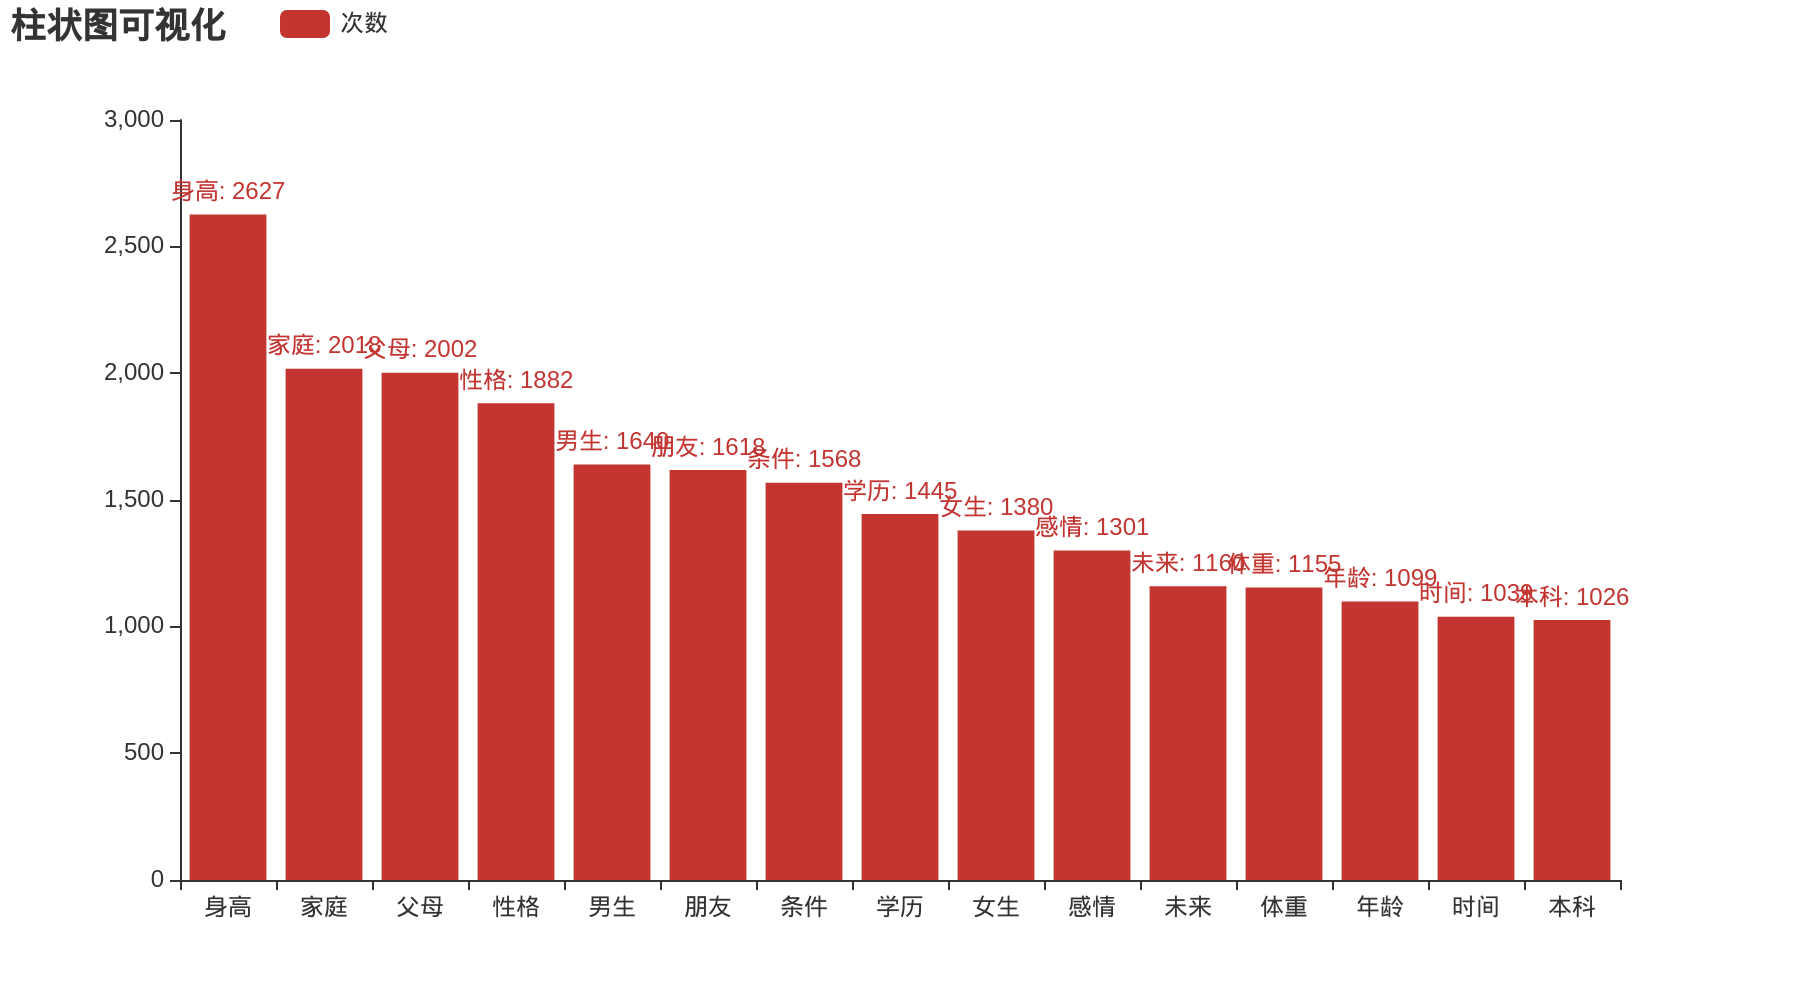 柱状图可视化
次数
3,000
2,500
2,000
1,500
1,000
500
0
身高: 2627
家庭: 2018
父母: 2002
性格: 1882
男生: 1640
朋友: 1618
条件: 1568
学历: 1445
女生: 1380
感情: 1301
未来: 1160
体重: 1155
年龄: 1099
时间: 1039
本科: 1026
身高
家庭
父母
性格
男生
朋友
条件
学历
女生
感情
未来
体重
年龄
时间
本科